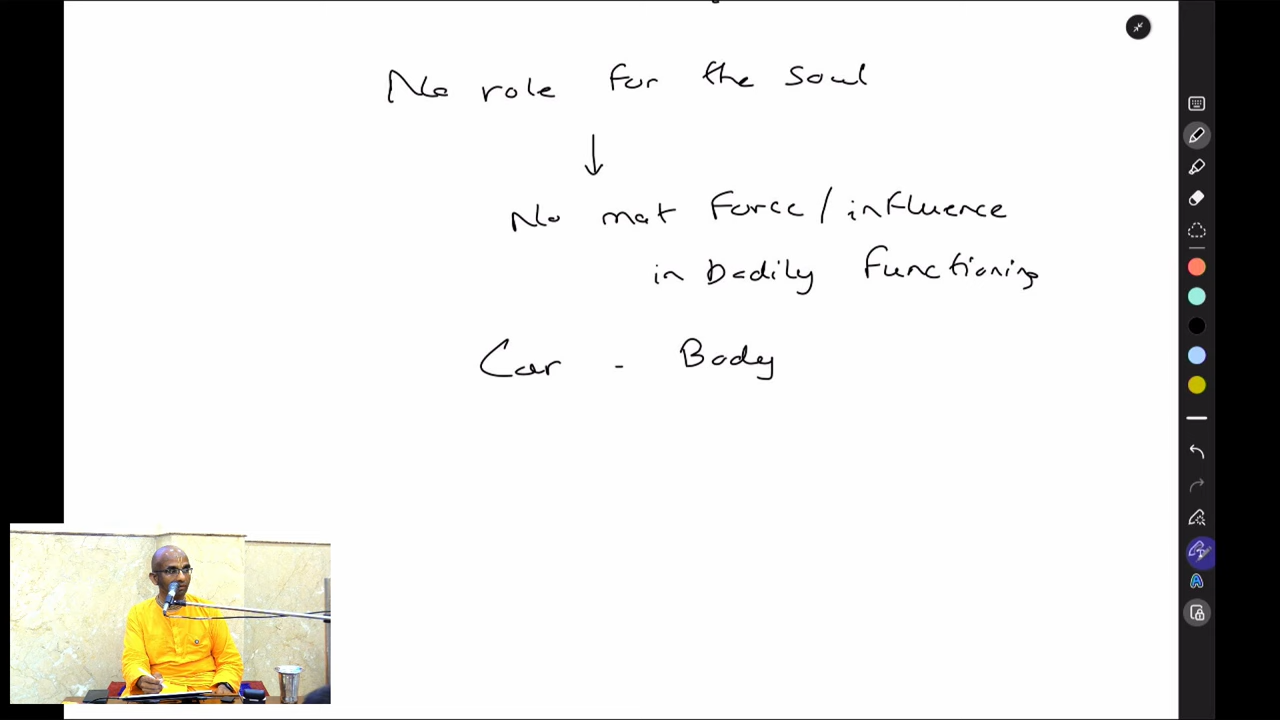 No role for the soul
No mat force/influence
in bodily functioning
Car - Body